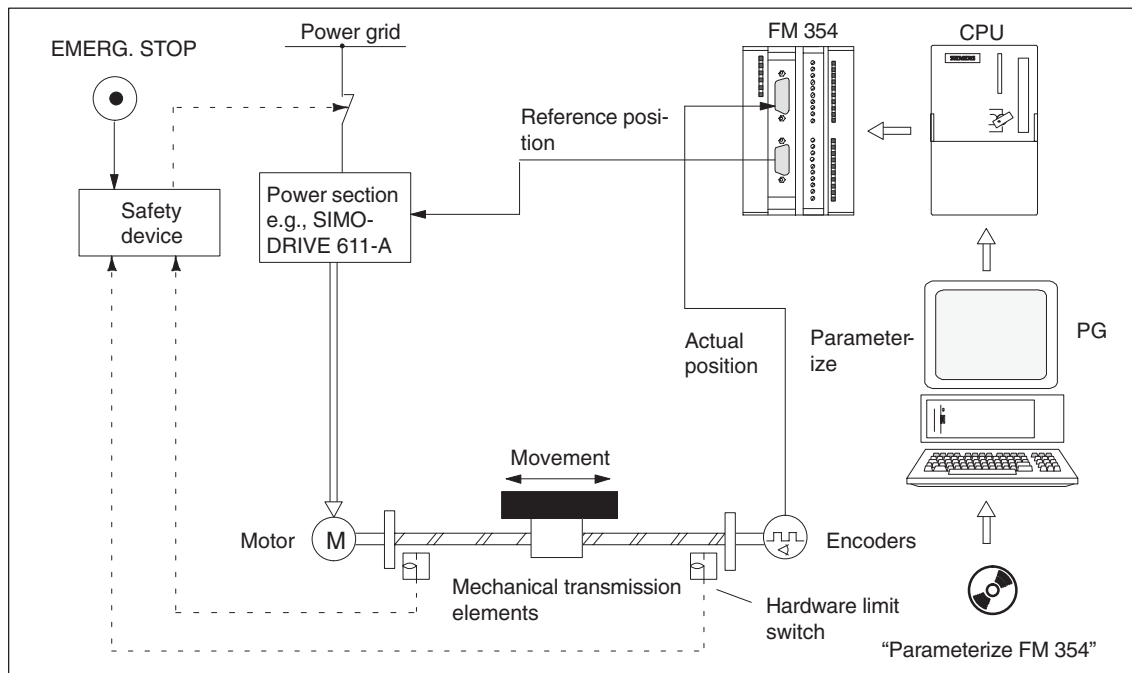 Power grid
EMERG. STOP
FM 354
CPU
SIEMENS
Reference posi-
tion
Power section
e.g., SIMO-
DRIVE 611-A
Safety
device
Actual
position
Parameter-
ize
PG
Movement
Motor
M
Encoders
Mechanical transmission
elements
Hardware limit
switch
“Parameterize FM 354”